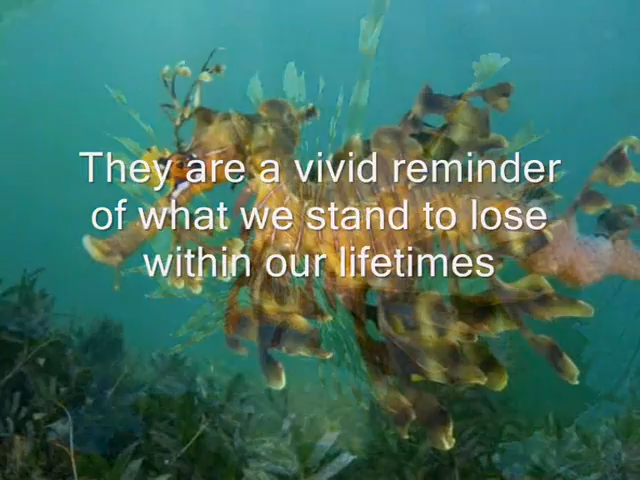 They are a vivid reminder
of what we stand to lose
within our lifetimes